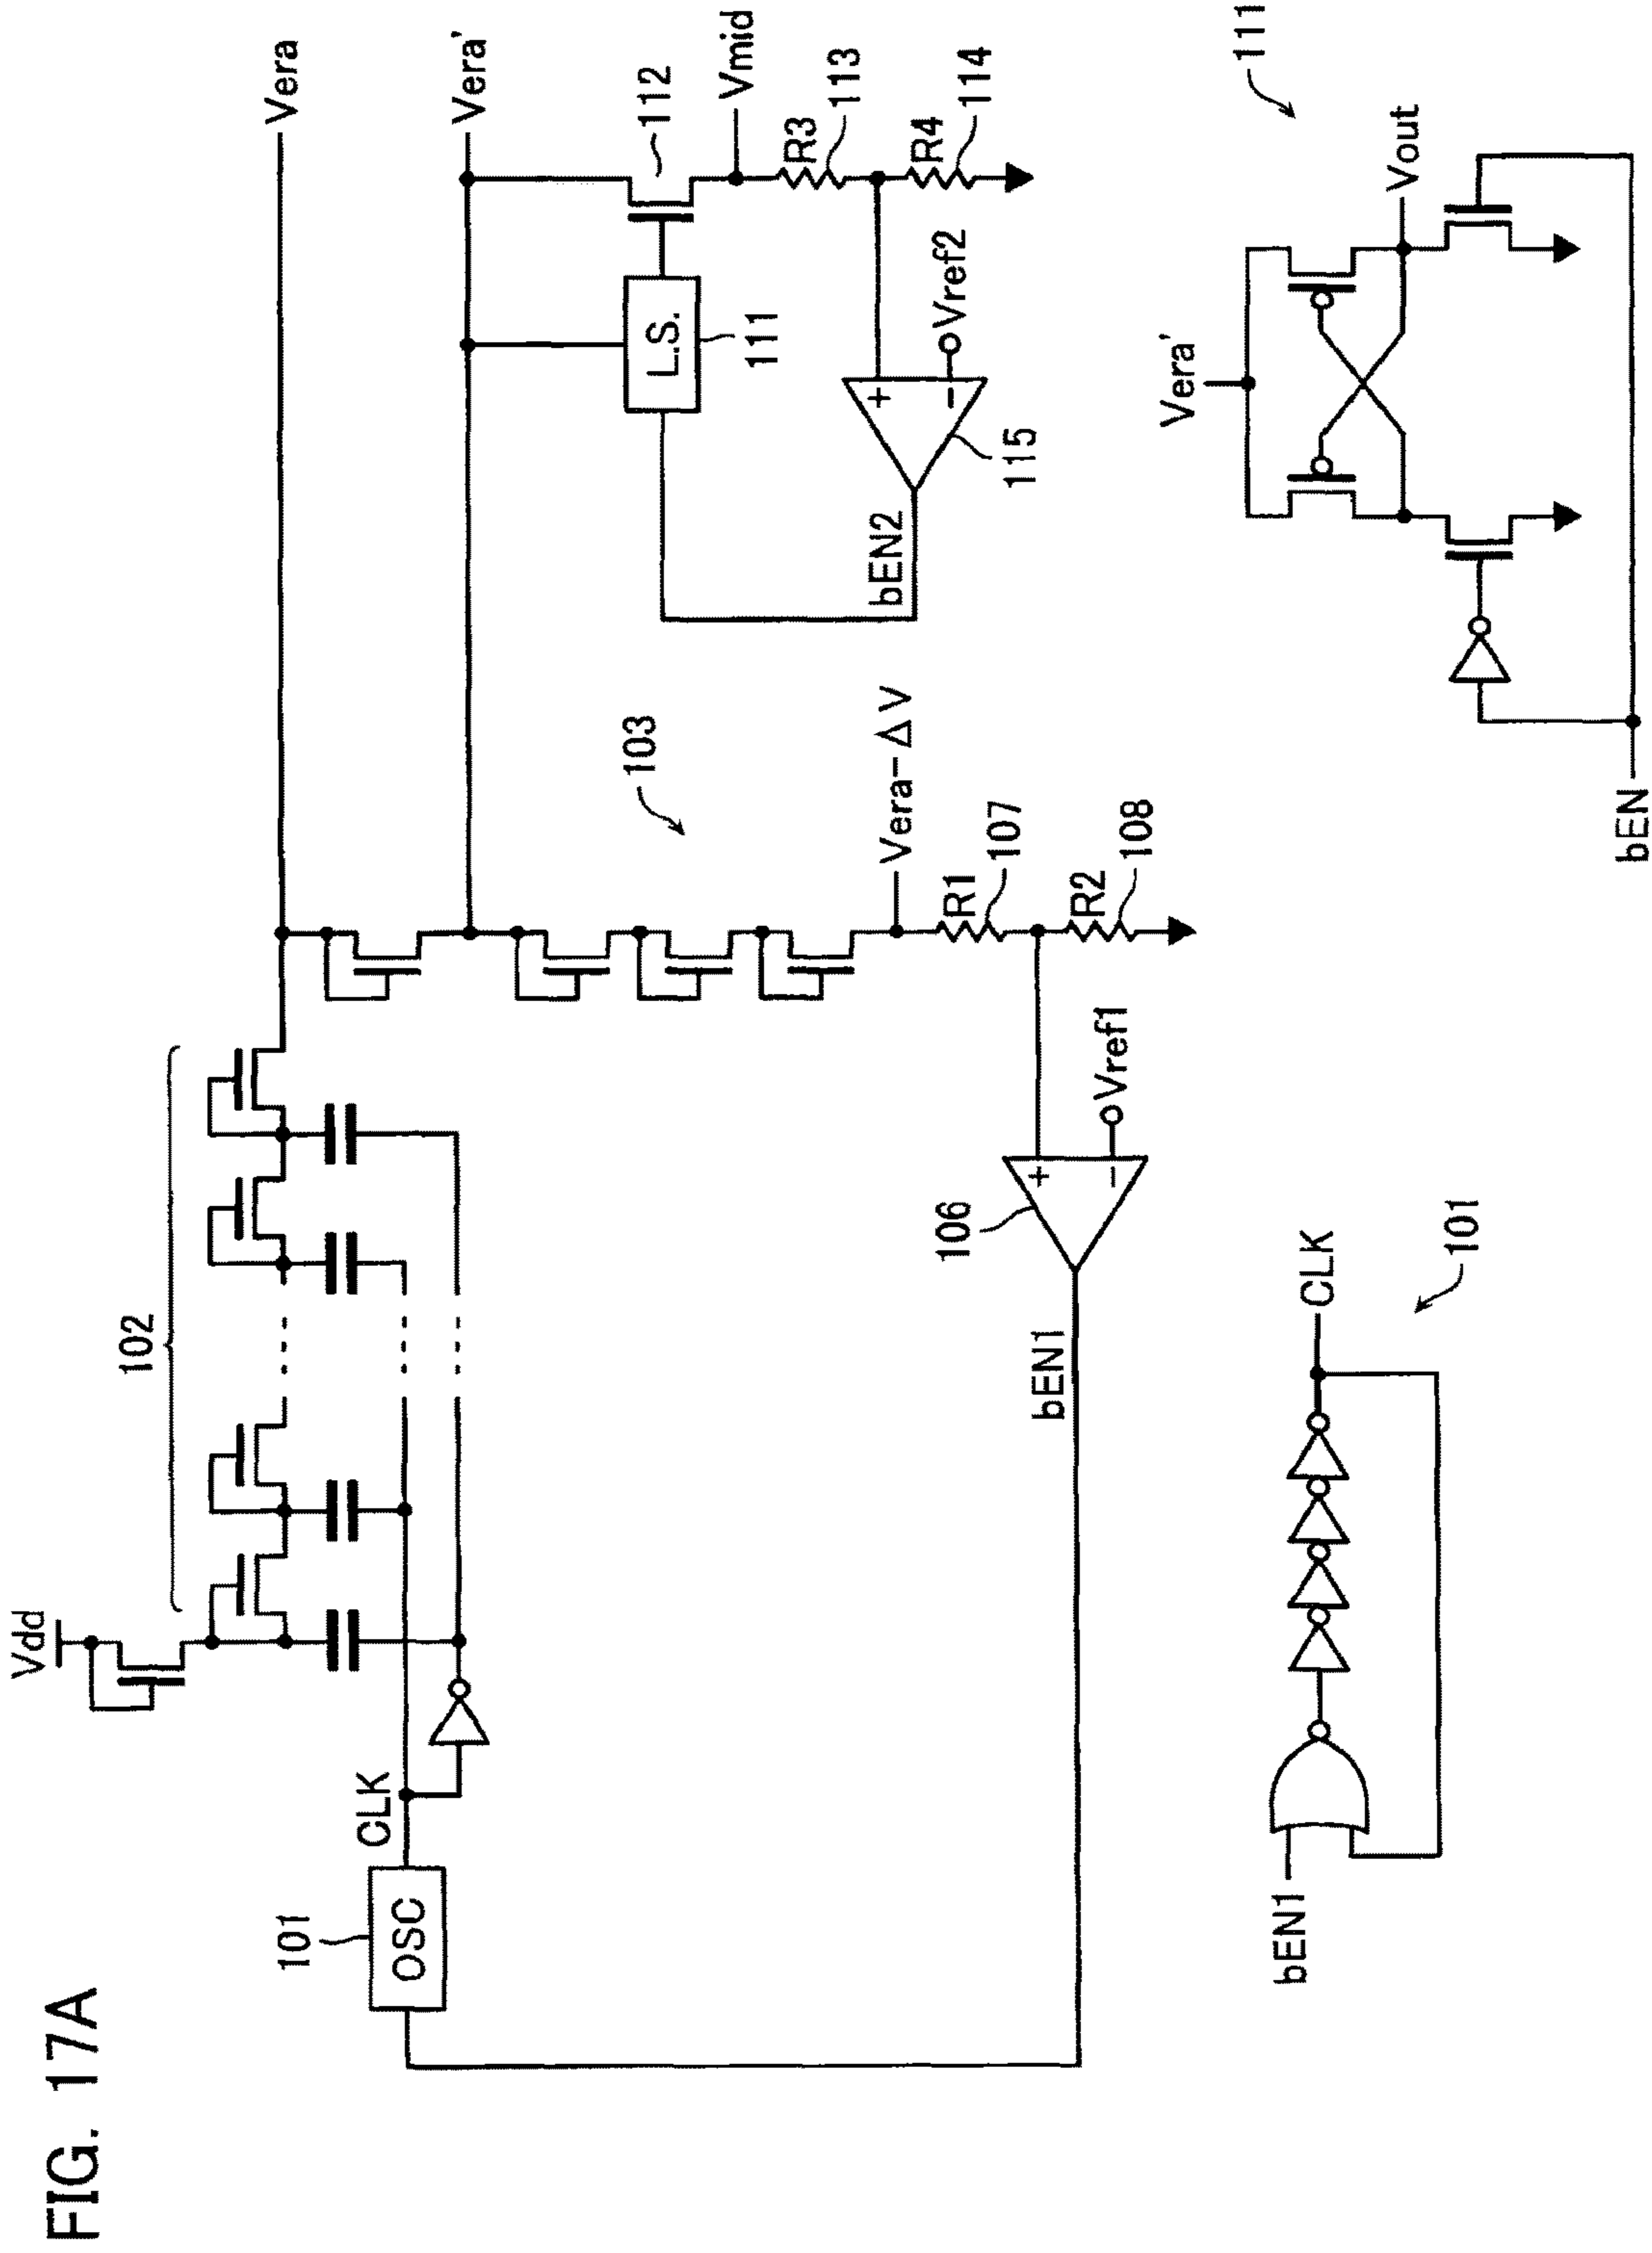 FIG. 17A
Vdd
102
Vera
Vera'
112
Vmid
R3
113
R4
114
L.S.
111
Vref2
+
−
115
bEN2
103
Vera-ΔV
R1
107
R2
108
Vref1
+
−
106
bEN1
101
OSC
CLK
bEN1
CLK
101
111
Vera'
Vout
bEN